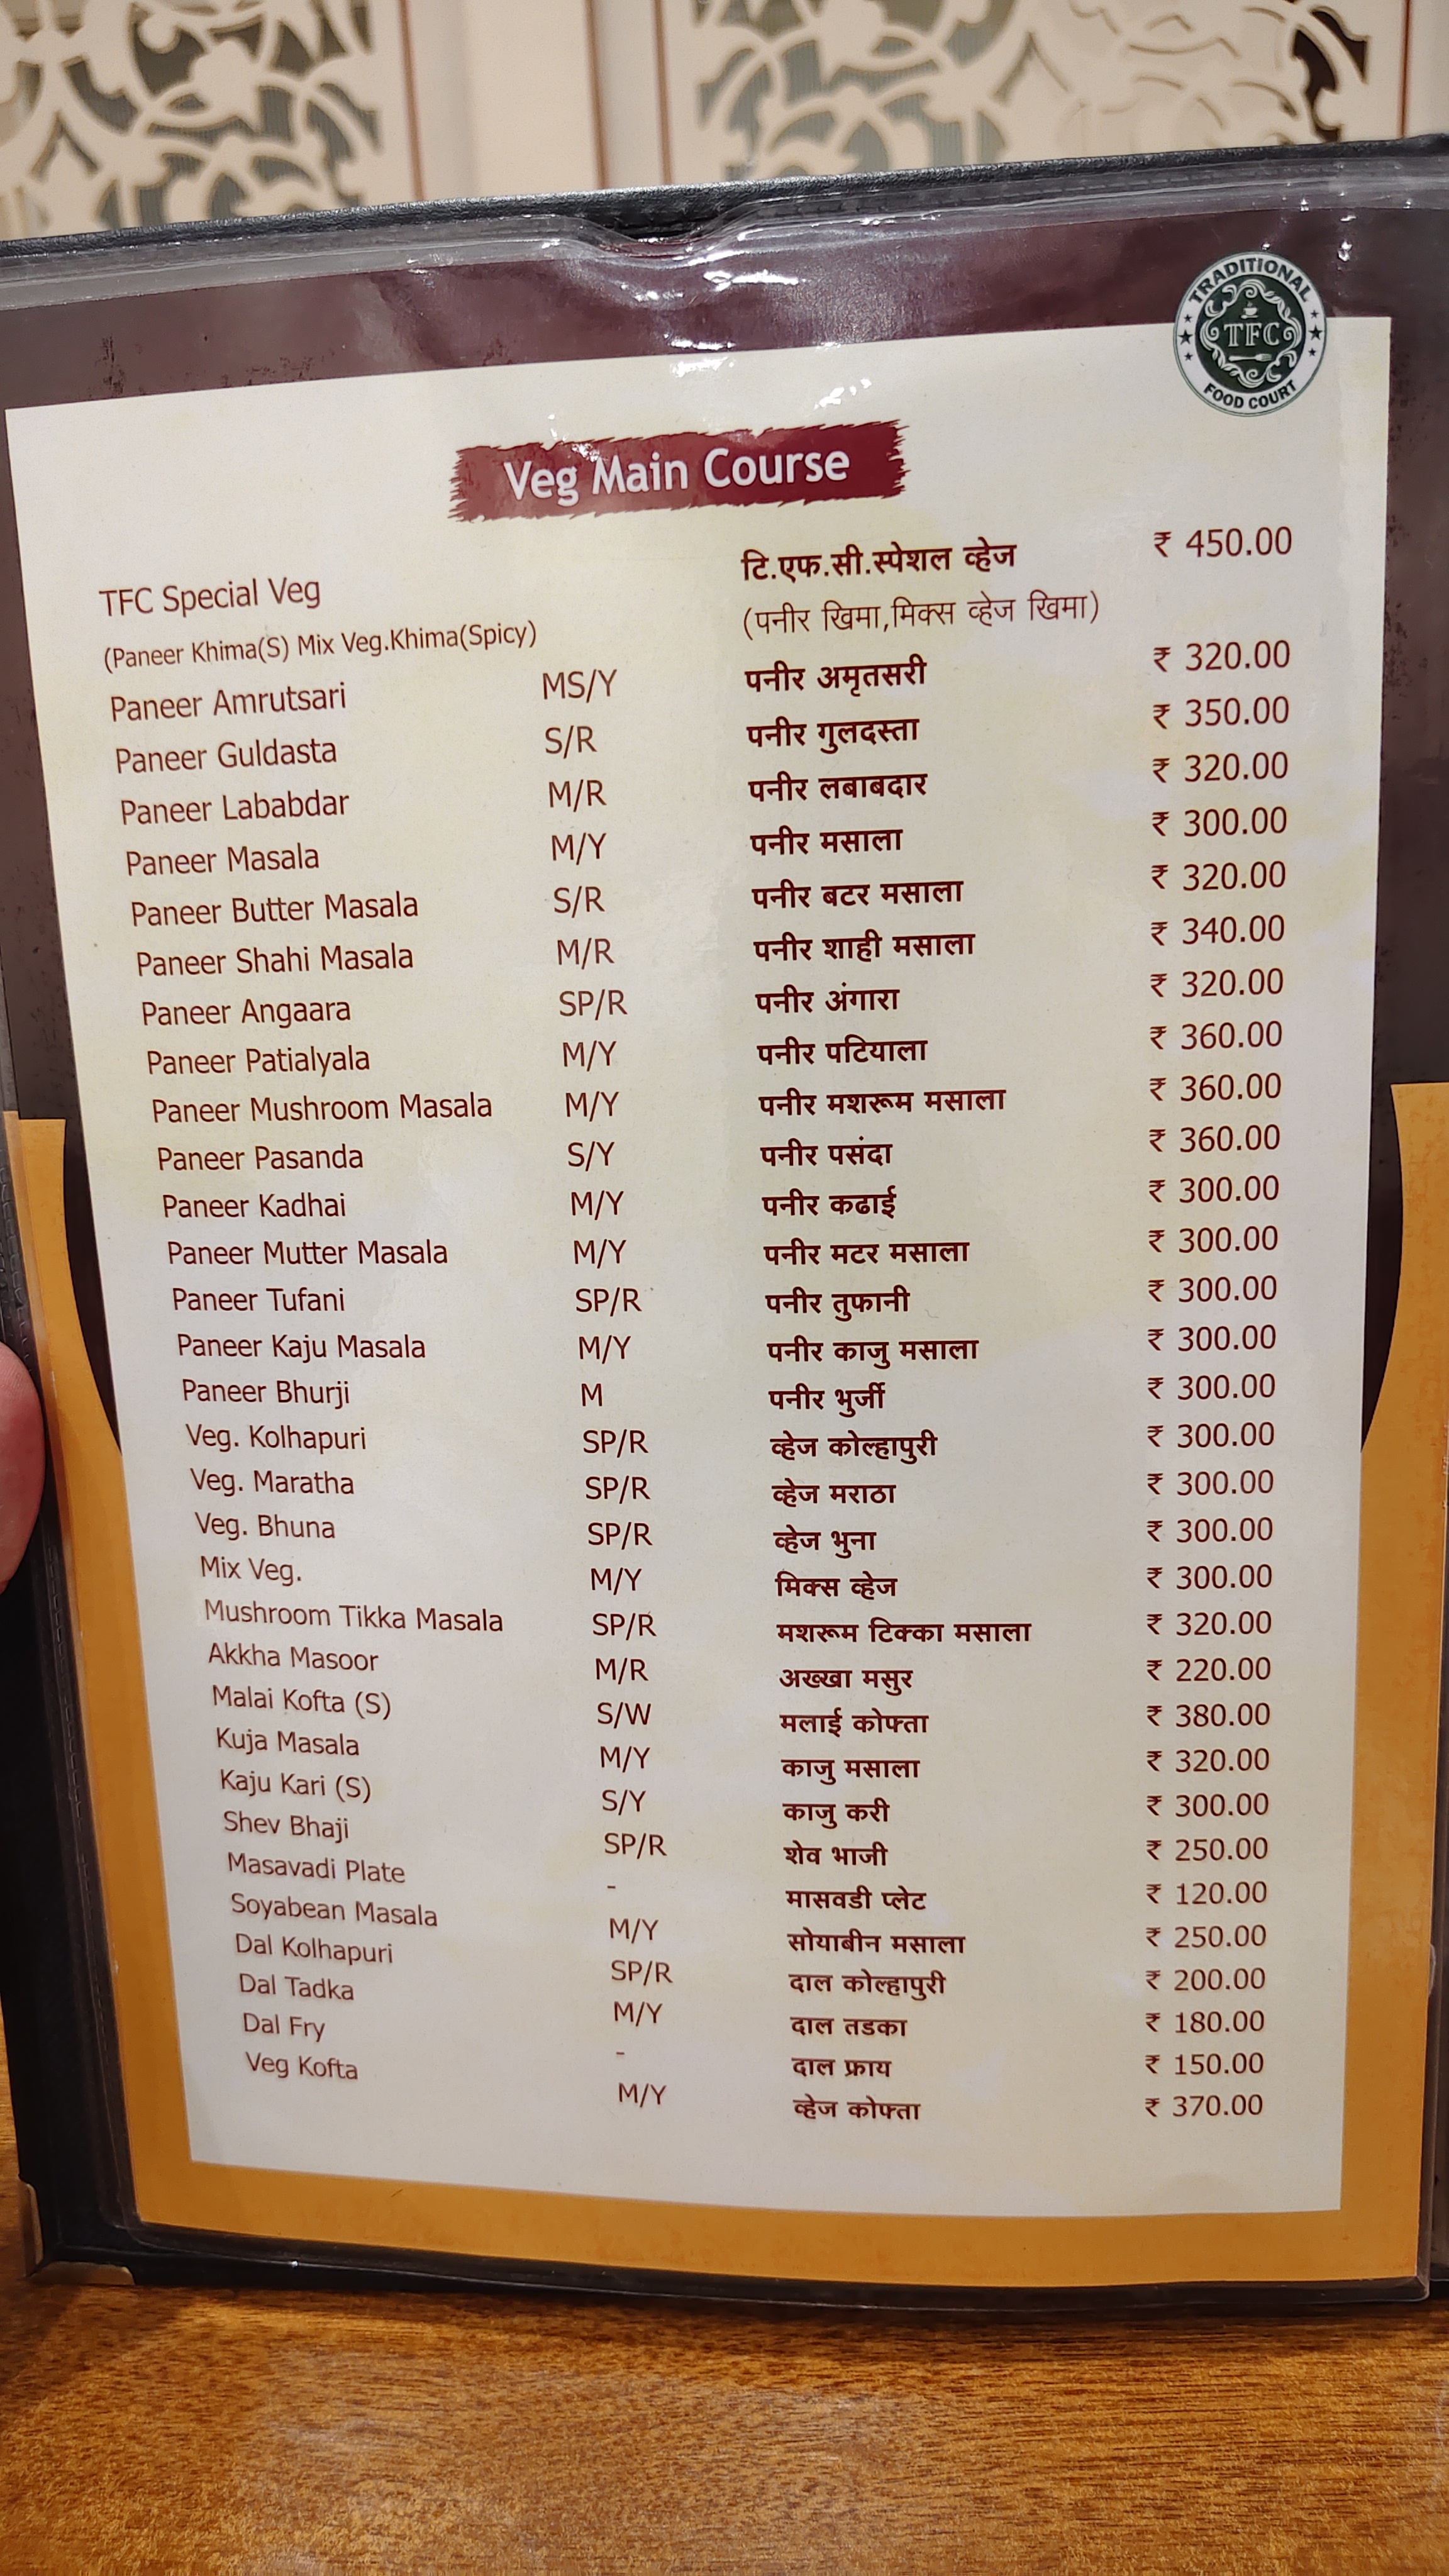 TRADITIONAL
TFC
FOOD COURT
Veg Main Course
TFC Special Veg टि.एफ.सी.स्पेशल व्हेज ₹ 450.00
(Paneer Khima(S) Mix Veg.Khima(Spicy) (पनीर खिमा,मिक्स व्हेज खिमा)
Paneer Amrutsari MS/Y पनीर अमृतसरी ₹ 320.00
Paneer Guldasta S/R पनीर गुलदस्ता ₹ 350.00
Paneer Lababdar M/R पनीर लबाबदार ₹ 320.00
Paneer Masala M/Y पनीर मसाला ₹ 300.00
Paneer Butter Masala S/R पनीर बटर मसाला ₹ 320.00
Paneer Shahi Masala M/R पनीर शाही मसाला ₹ 340.00
Paneer Angaara SP/R पनीर अंगारा ₹ 320.00
Paneer Patialyala M/Y पनीर पटियाला ₹ 360.00
Paneer Mushroom Masala M/Y पनीर मशरूम मसाला ₹ 360.00
Paneer Pasanda S/Y पनीर पसंदा ₹ 360.00
Paneer Kadhai M/Y पनीर कढाई ₹ 300.00
Paneer Mutter Masala M/Y पनीर मटर मसाला ₹ 300.00
Paneer Tufani SP/R पनीर तुफानी ₹ 300.00
Paneer Kaju Masala M/Y पनीर काजु मसाला ₹ 300.00
Paneer Bhurji M पनीर भुर्जी ₹ 300.00
Veg. Kolhapuri SP/R व्हेज कोल्हापुरी ₹ 300.00
Veg. Maratha SP/R व्हेज मराठा ₹ 300.00
Veg. Bhuna SP/R व्हेज भुना ₹ 300.00
Mix Veg. M/Y मिक्स व्हेज ₹ 300.00
Mushroom Tikka Masala SP/R मशरूम टिक्का मसाला ₹ 320.00
Akkha Masoor M/R अख्खा मसुर ₹ 220.00
Malai Kofta (S) S/W मलाई कोफ्ता ₹ 380.00
Kuja Masala M/Y काजु मसाला ₹ 320.00
Kaju Kari (S) S/Y काजु करी ₹ 300.00
Shev Bhaji SP/R शेव भाजी ₹ 250.00
Masavadi Plate - मासवडी प्लेट ₹ 120.00
Soyabean Masala M/Y सोयाबीन मसाला ₹ 250.00
Dal Kolhapuri SP/R दाल कोल्हापुरी ₹ 200.00
Dal Tadka M/Y दाल तडका ₹ 180.00
Dal Fry - दाल फ्राय ₹ 150.00
Veg Kofta M/Y व्हेज कोफ्ता ₹ 370.00